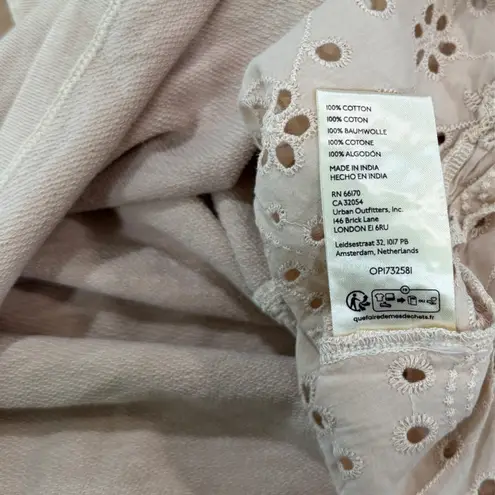 100% COTTON
100% COTON
100% BAUMWOLLE
100% COTONE
100% ALGODÓN
MADE IN INDIA
HECHO EN INDIA
RN 66170
CA 32054
Urban Outfitters, Inc.
146 Brick Lane
LONDON E1 6RU
Leidsestraat 32, 1017 PB
Amsterdam, Netherlands
OP1732581
FR
OU
quefairedemesdechets.fr